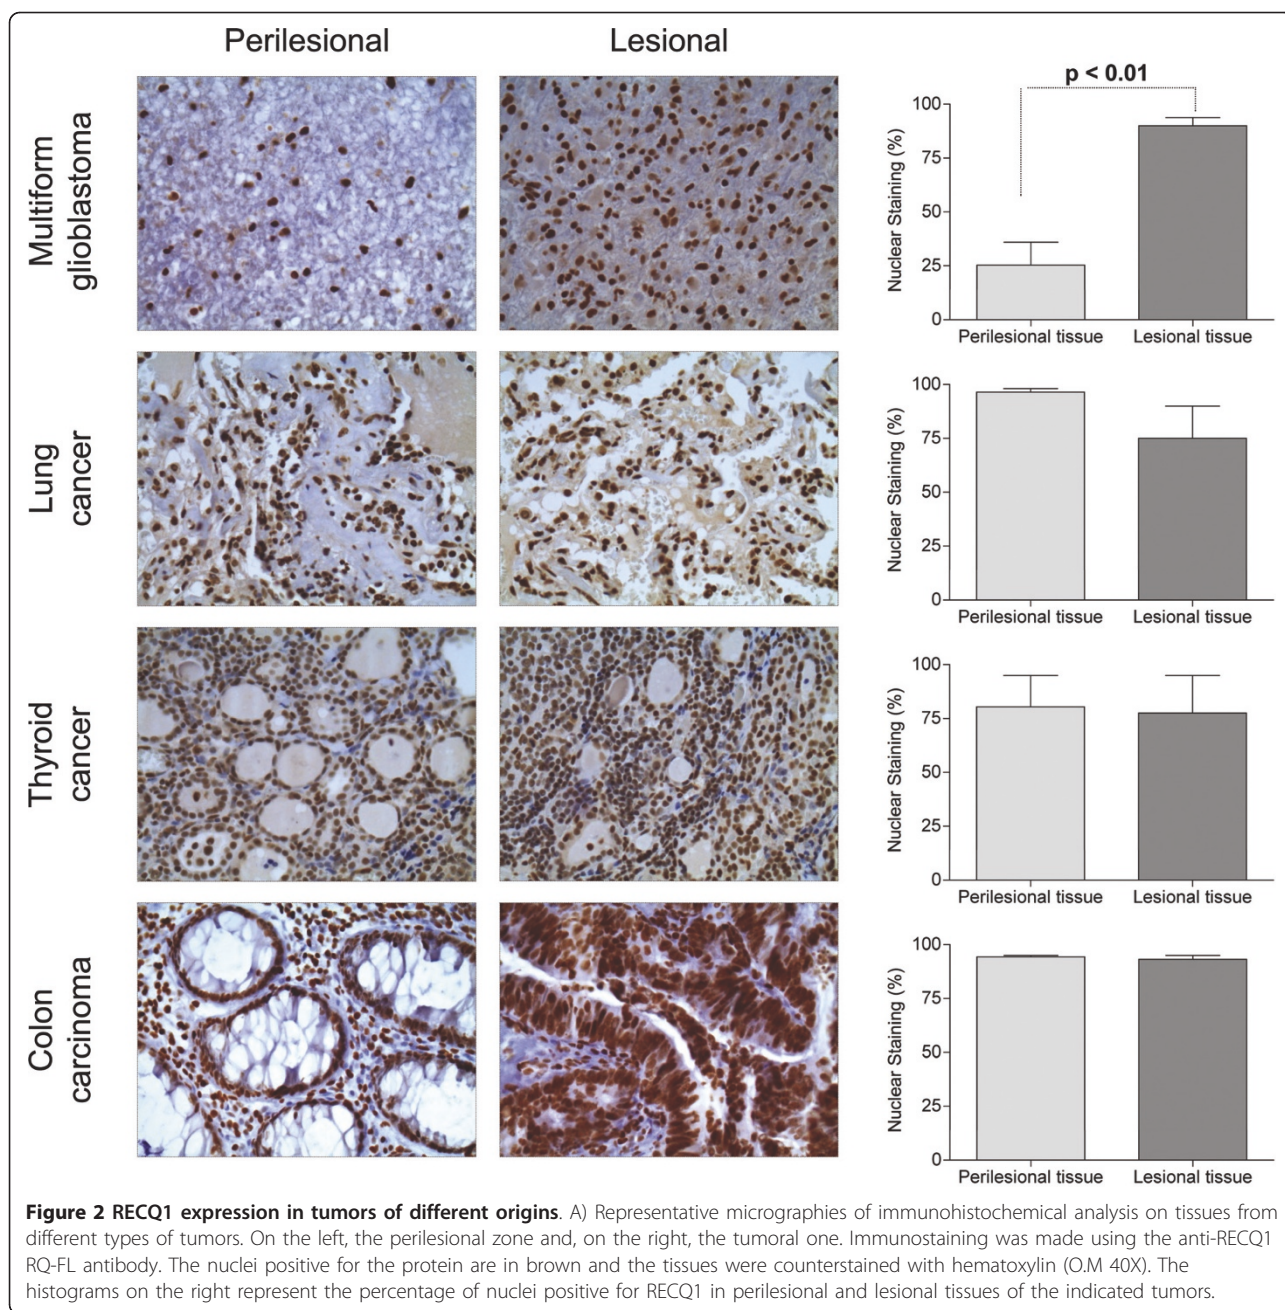 Perilesional
Lesional
Multiform
glioblastoma
p < 0.01
Nuclear Staining (%)
100
75
50
25
0
Perilesional tissue
Lesional tissue
Lung
cancer
Nuclear Staining (%)
100
75
50
25
0
Perilesional tissue
Lesional tissue
Thyroid
cancer
Nuclear Staining (%)
100
75
50
25
0
Perilesional tissue
Lesional tissue
Colon
carcinoma
Nuclear Staining (%)
100
75
50
25
0
Perilesional tissue
Lesional tissue
Figure 2 RECQ1 expression in tumors of different origins. A) Representative micrographies of immunohistochemical analysis on tissues from
different types of tumors. On the left, the perilesional zone and, on the right, the tumoral one. Immunostaining was made using the anti-RECQ1
RQ-FL antibody. The nuclei positive for the protein are in brown and the tissues were counterstained with hematoxylin (O.M 40X). The
histograms on the right represent the percentage of nuclei positive for RECQ1 in perilesional and lesional tissues of the indicated tumors.